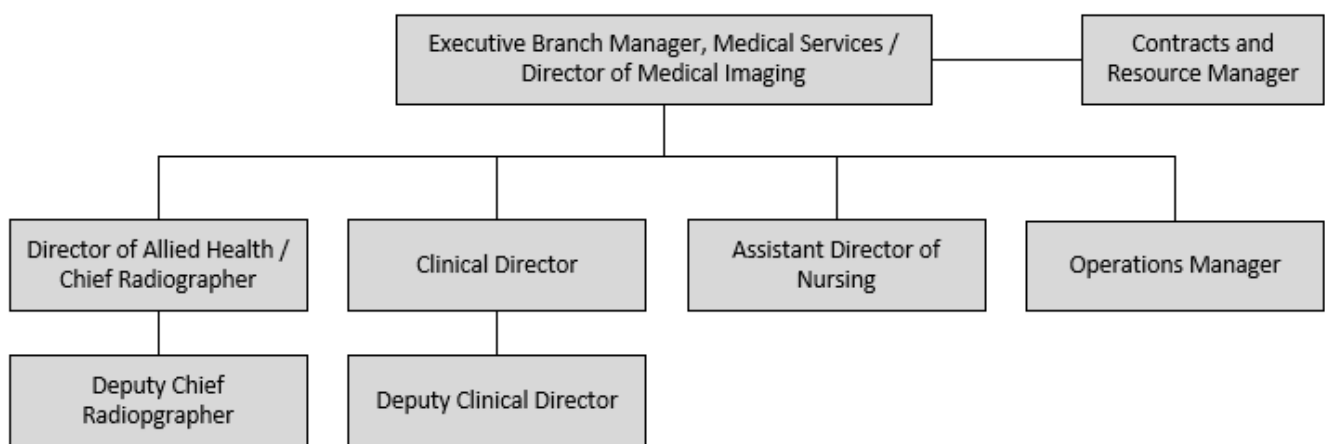 Executive Branch Manager, Medical Services /
Director of Medical Imaging
Contracts and
Resource Manager
Director of Allied Health /
Chief Radiographer
Clinical Director
Assistant Director of
Nursing
Operations Manager
Deputy Chief
Radiopgrapher
Deputy Clinical Director